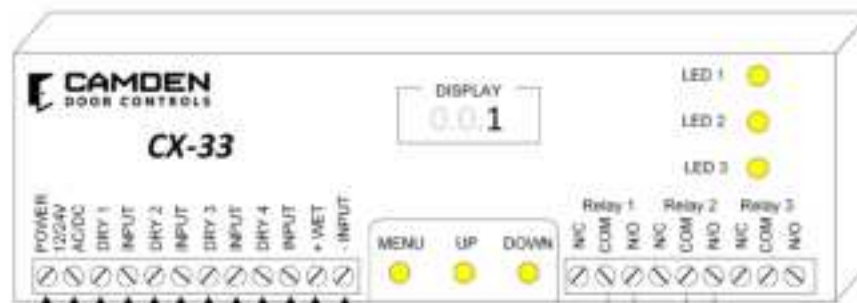 CAMDEN
DOOR CONTROLS
CX-33
DISPLAY
0.0.1
LED 1
LED 2
LED 3
POWER
12/24V
AC/DC
DRY 1
INPUT
DRY 2
INPUT
DRY 3
INPUT
DRY 4
INPUT
+ WET
- INPUT
MENU UP DOWN
Relay 1 Relay 2 Relay 3
N/C COM N/O N/C COM N/O N/C COM N/O